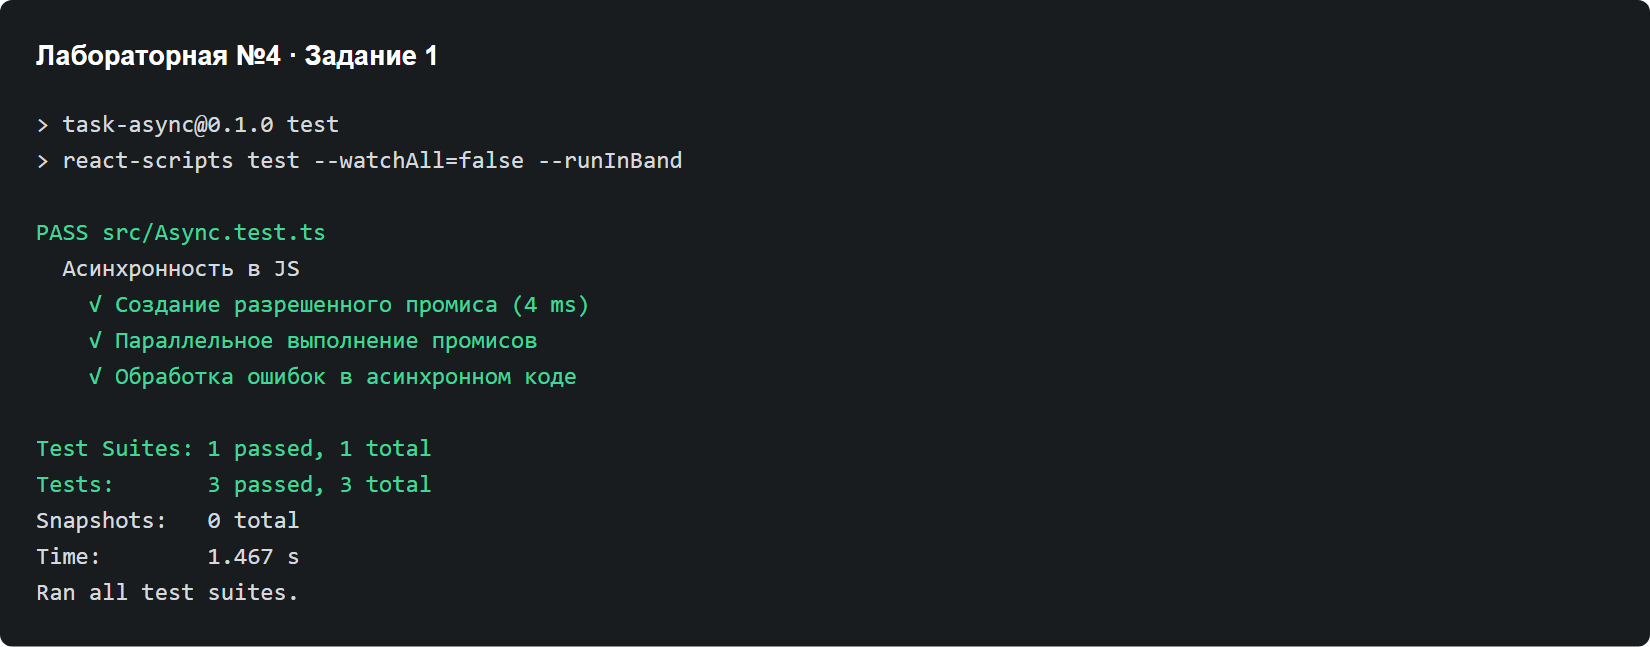 Лабораторная №4 · Задание 1
> task-async@0.1.0 test
> react-scripts test --watchAll=false --runInBand
PASS src/Async.test.ts
Асинхронность в JS
√ Создание разрешенного промиса (4 ms)
√ Параллельное выполнение промисов
√ Обработка ошибок в асинхронном коде
Test Suites: 1 passed, 1 total
Tests:       3 passed, 3 total
Snapshots:   0 total
Time:        1.467 s
Ran all test suites.